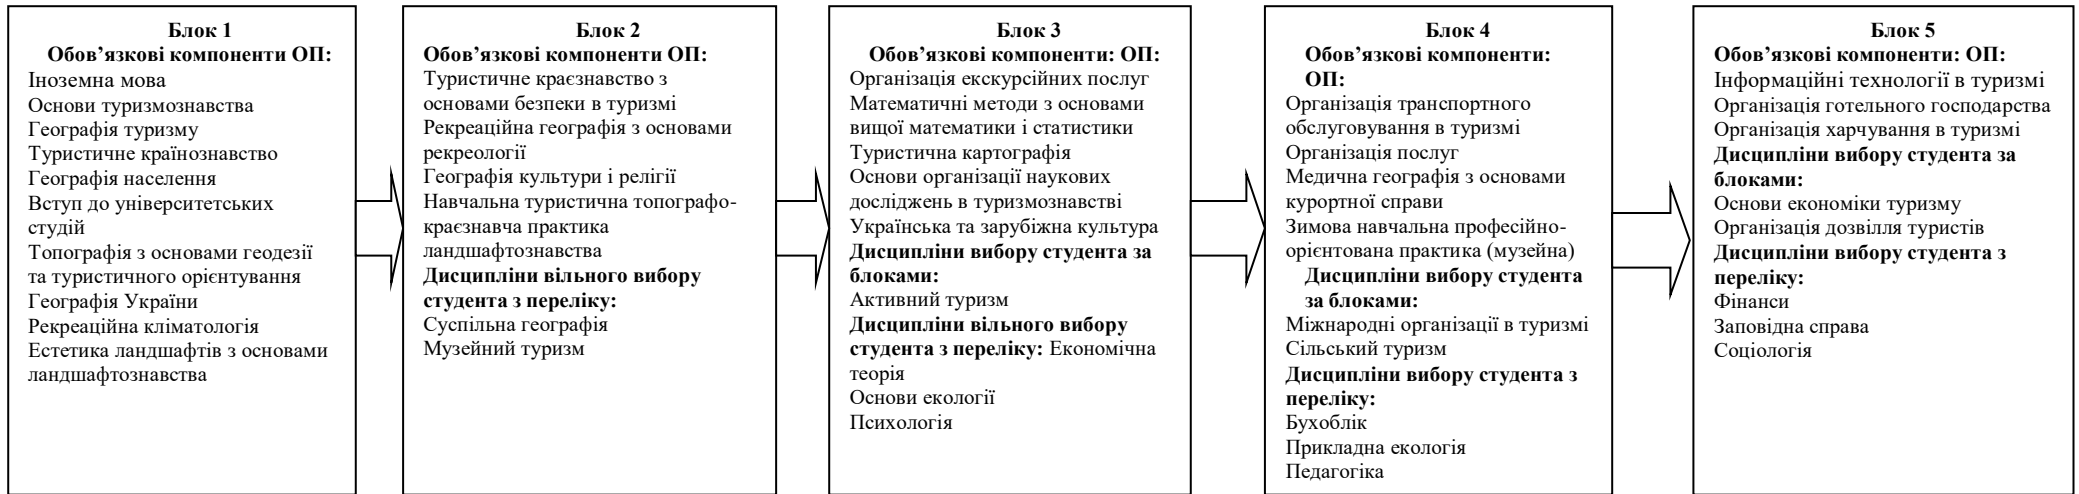 Блок 1
Обов’язкові компоненти ОП:
Іноземна мова
Основи туризмознавства
Географія туризму
Туристичне країнознавство
Географія населення
Вступ до університетських
студій
Топографія з основами геодезії
та туристичного орієнтування
Географія України
Рекреаційна кліматологія
Естетика ландшафтів з основами
ландшафтознавства
Блок 2
Обов’язкові компоненти ОП:
Туристичне краєзнавство з
основами безпеки в туризмі
Рекреаційна географія з основами
рекреології
Географія культури і релігії
Навчальна туристична топографо-
краєзнавча практика
ландшафтознавства
Дисципліни вільного вибору
студента з переліку:
Суспільна географія
Музейний туризм
Блок 3
Обов’язкові компоненти: ОП:
Організація екскурсійних послуг
Математичні методи з основами
вищої математики і статистики
Туристична картографія
Основи організації наукових
досліджень в туризмознавстві
Українська та зарубіжна культура
Дисципліни вибору студента за
блоками:
Активний туризм
Дисципліни вільного вибору
студента з переліку: Економічна
теорія
Основи екології
Психологія
Блок 4
Обов’язкові компоненти:
ОП:
Організація транспортного
обслуговування в туризмі
Організація послуг
Медична географія з основами
курортної справи
Зимова навчальна професійно-
орієнтована практика (музейна)
Дисципліни вибору студента
за блоками:
Міжнародні організації в туризмі
Сільський туризм
Дисципліни вибору студента з
переліку:
Бухоблік
Прикладна екологія
Педагогіка
Блок 5
Обов’язкові компоненти: ОП:
Інформаційні технології в туризмі
Організація готельного господарства
Організація харчування в туризмі
Дисципліни вибору студента за
блоками:
Основи економіки туризму
Організація дозвілля туристів
Дисципліни вибору студента з
переліку:
Фінанси
Заповідна справа
Соціологія